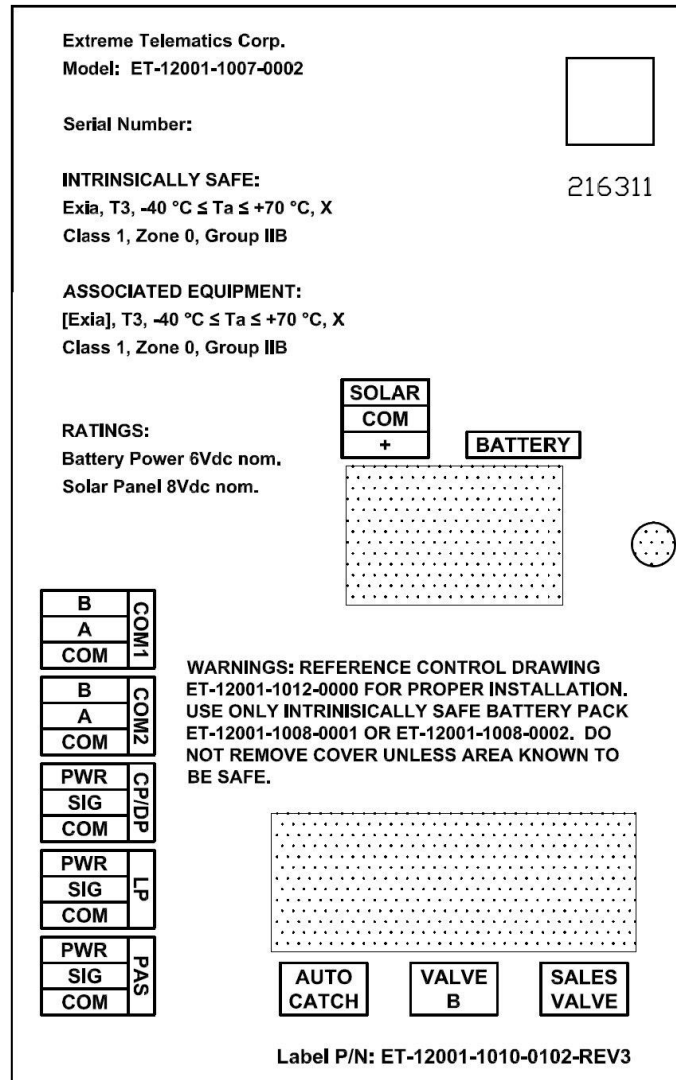 Extreme Telematics Corp.
Model: ET-12001-1007-0002
Serial Number:
216311
INTRINSICALLY SAFE:
Exia, T3, -40 °C ≤ Ta ≤ +70 °C, X
Class 1, Zone 0, Group IIB
ASSOCIATED EQUIPMENT:
[Exia], T3, -40 °C ≤ Ta ≤ +70 °C, X
Class 1, Zone 0, Group IIB
RATINGS:
Battery Power 6Vdc nom.
Solar Panel 8Vdc nom.
SOLAR
COM
+
BATTERY
B
A
COM
COM1
B
A
COM
COM2
PWR
SIG
COM
CP/DP
PWR
SIG
COM
LP
PWR
SIG
COM
PAS
WARNINGS: REFERENCE CONTROL DRAWING
ET-12001-1012-0000 FOR PROPER INSTALLATION.
USE ONLY INTRINISICALLY SAFE BATTERY PACK
ET-12001-1008-0001 OR ET-12001-1008-0002. DO
NOT REMOVE COVER UNLESS AREA KNOWN TO
BE SAFE.
AUTO
CATCH
VALVE
B
SALES
VALVE
Label P/N: ET-12001-1010-0102-REV3